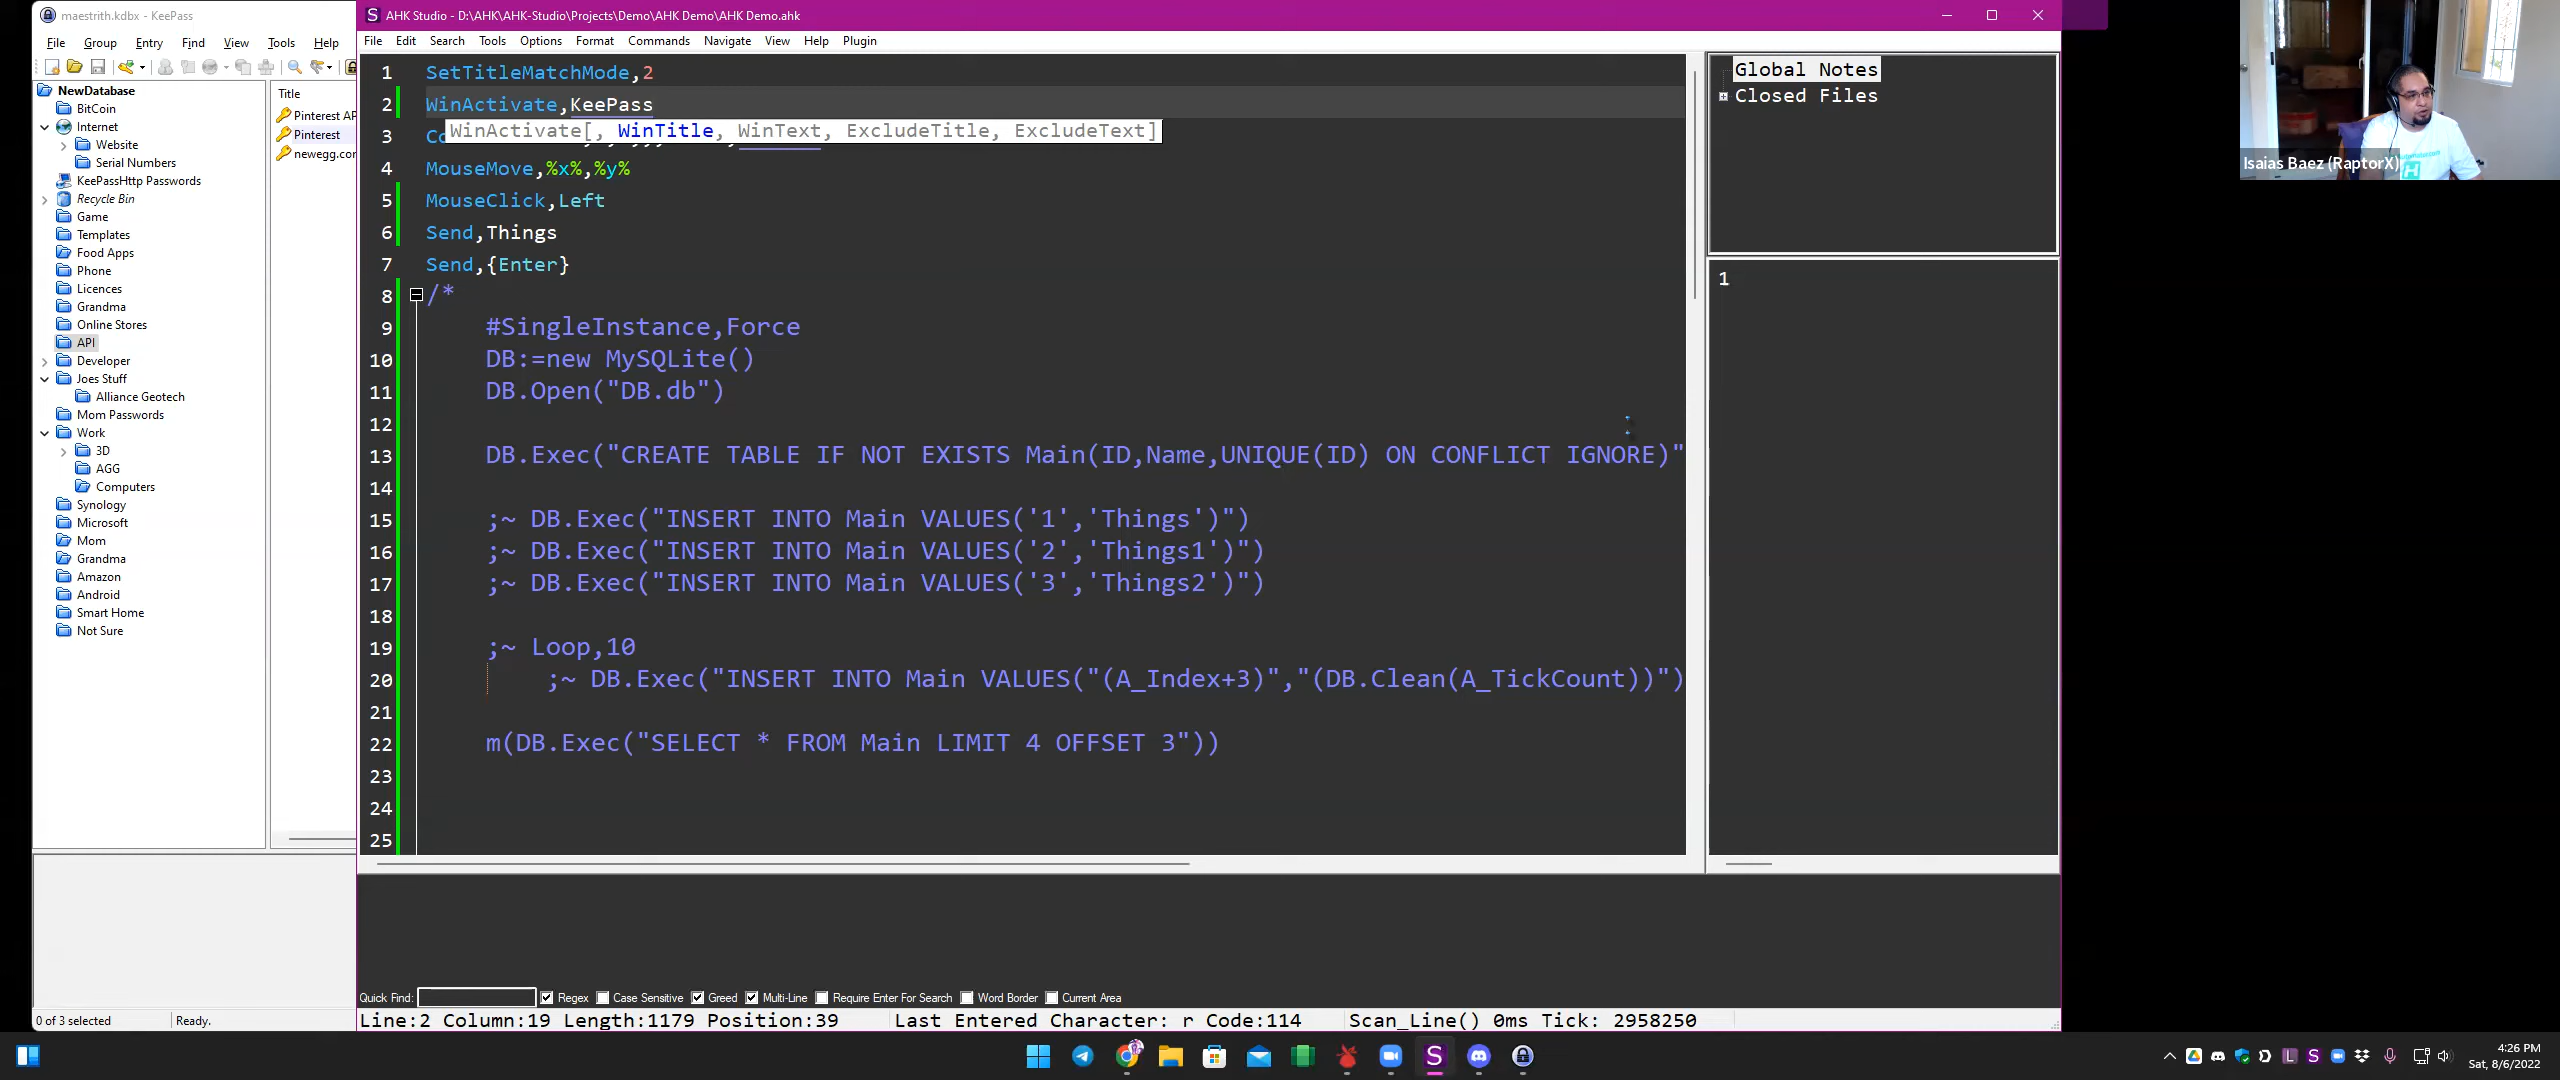 maestrith.kdbx - KeePass
File Group Entry Find View Tools Help
NewDatabase
BitCoin
Internet
Website
Serial Numbers
KeePassHttp Passwords
Recycle Bin
Game
Templates
Food Apps
Phone
Licences
Grandma
Online Stores
API
Developer
Joes Stuff
Alliance Geotech
Mom Passwords
Work
3D
AGG
Computers
Synology
Microsoft
Mom
Grandma
Amazon
Android
Smart Home
Not Sure
Title
Pinterest AP
Pinterest
newegg.cor
0 of 3 selected Ready.
AHK Studio - D:\AHK\AHK-Studio\Projects\Demo\AHK Demo\AHK Demo.ahk
File Edit Search Tools Options Format Commands Navigate View Help Plugin
1 SetTitleMatchMode,2
2 WinActivate,KeePass
WinActivate[, WinTitle, WinText, ExcludeTitle, ExcludeText]
3
4 MouseMove,%x%,%y%
5 MouseClick,Left
6 Send,Things
7 Send,{Enter}
8 /*
9 #SingleInstance,Force
10 DB:=new MySQLite()
11 DB.Open("DB.db")
12
13 DB.Exec("CREATE TABLE IF NOT EXISTS Main(ID,Name,UNIQUE(ID) ON CONFLICT IGNORE)"
14
15 ;~ DB.Exec("INSERT INTO Main VALUES('1','Things')")
16 ;~ DB.Exec("INSERT INTO Main VALUES('2','Things1')")
17 ;~ DB.Exec("INSERT INTO Main VALUES('3','Things2')")
18
19 ;~ Loop,10
20 ;~ DB.Exec("INSERT INTO Main VALUES("(A_Index+3)","(DB.Clean(A_TickCount))")
21
22 m(DB.Exec("SELECT * FROM Main LIMIT 4 OFFSET 3"))
23
24
25
Global Notes
Closed Files
1
Quick Find: Regex Case Sensitive Greed Multi-Line Require Enter For Search Word Border Current Area
Line:2 Column:19 Length:1179 Position:39 Last Entered Character: r Code:114 Scan_Line() 0ms Tick: 2958250
Isaias Baez (RaptorX)
4:26 PM
Sat, 8/6/2022